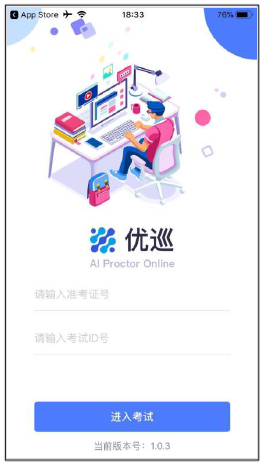 App Store 18:33 76%
优巡
AI Proctor Online
请输入准考证号
请输入考试ID号
进入考试
当前版本号：1.0.3